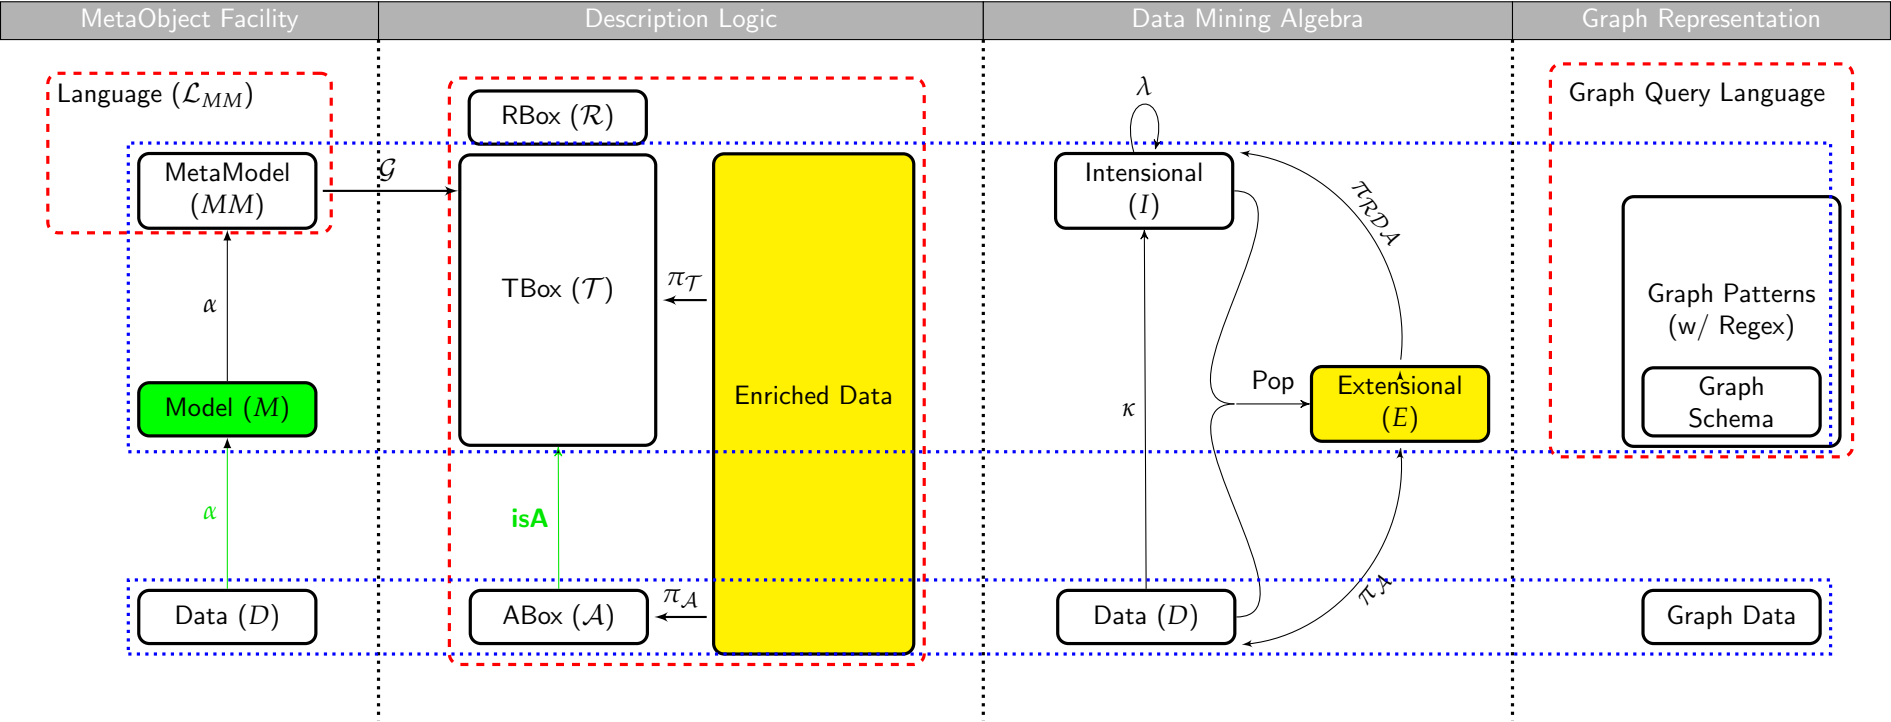 MetaObject Facility
Description Logic
Data Mining Algebra
Graph Representation
Language (ℒ_MM)
MetaModel
(MM)
α
Model (M)
α
Data (D)
𝒢
RBox (ℛ)
TBox (𝒯)
π_𝒯
Enriched Data
isA
ABox (𝒜)
π_𝒜
λ
Intensional
(I)
π_ℛ𝒟𝒜
κ
Pop
Extensional
(E)
π_𝒜
Data (D)
Graph Query Language
Graph Patterns
(w/ Regex)
Graph
Schema
Graph Data